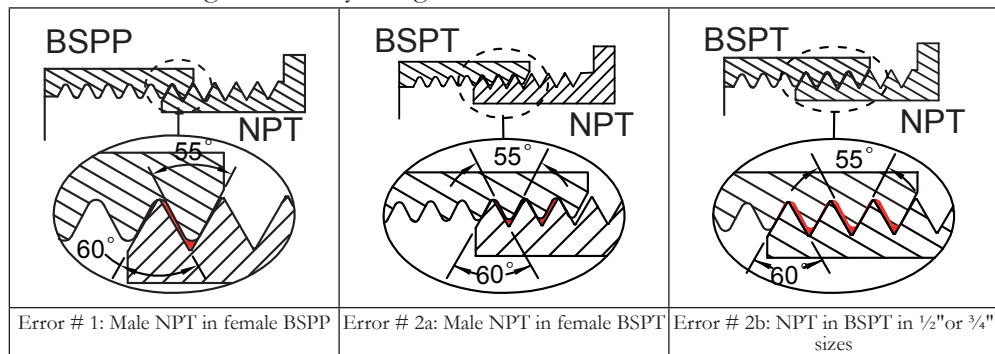 BSPP
NPT
55°
60°
Error # 1: Male NPT in female BSPP
BSPT
NPT
55°
60°
Error # 2a: Male NPT in female BSPT
BSPT
NPT
55°
60°
Error # 2b: NPT in BSPT in ½"or ¾"
sizes